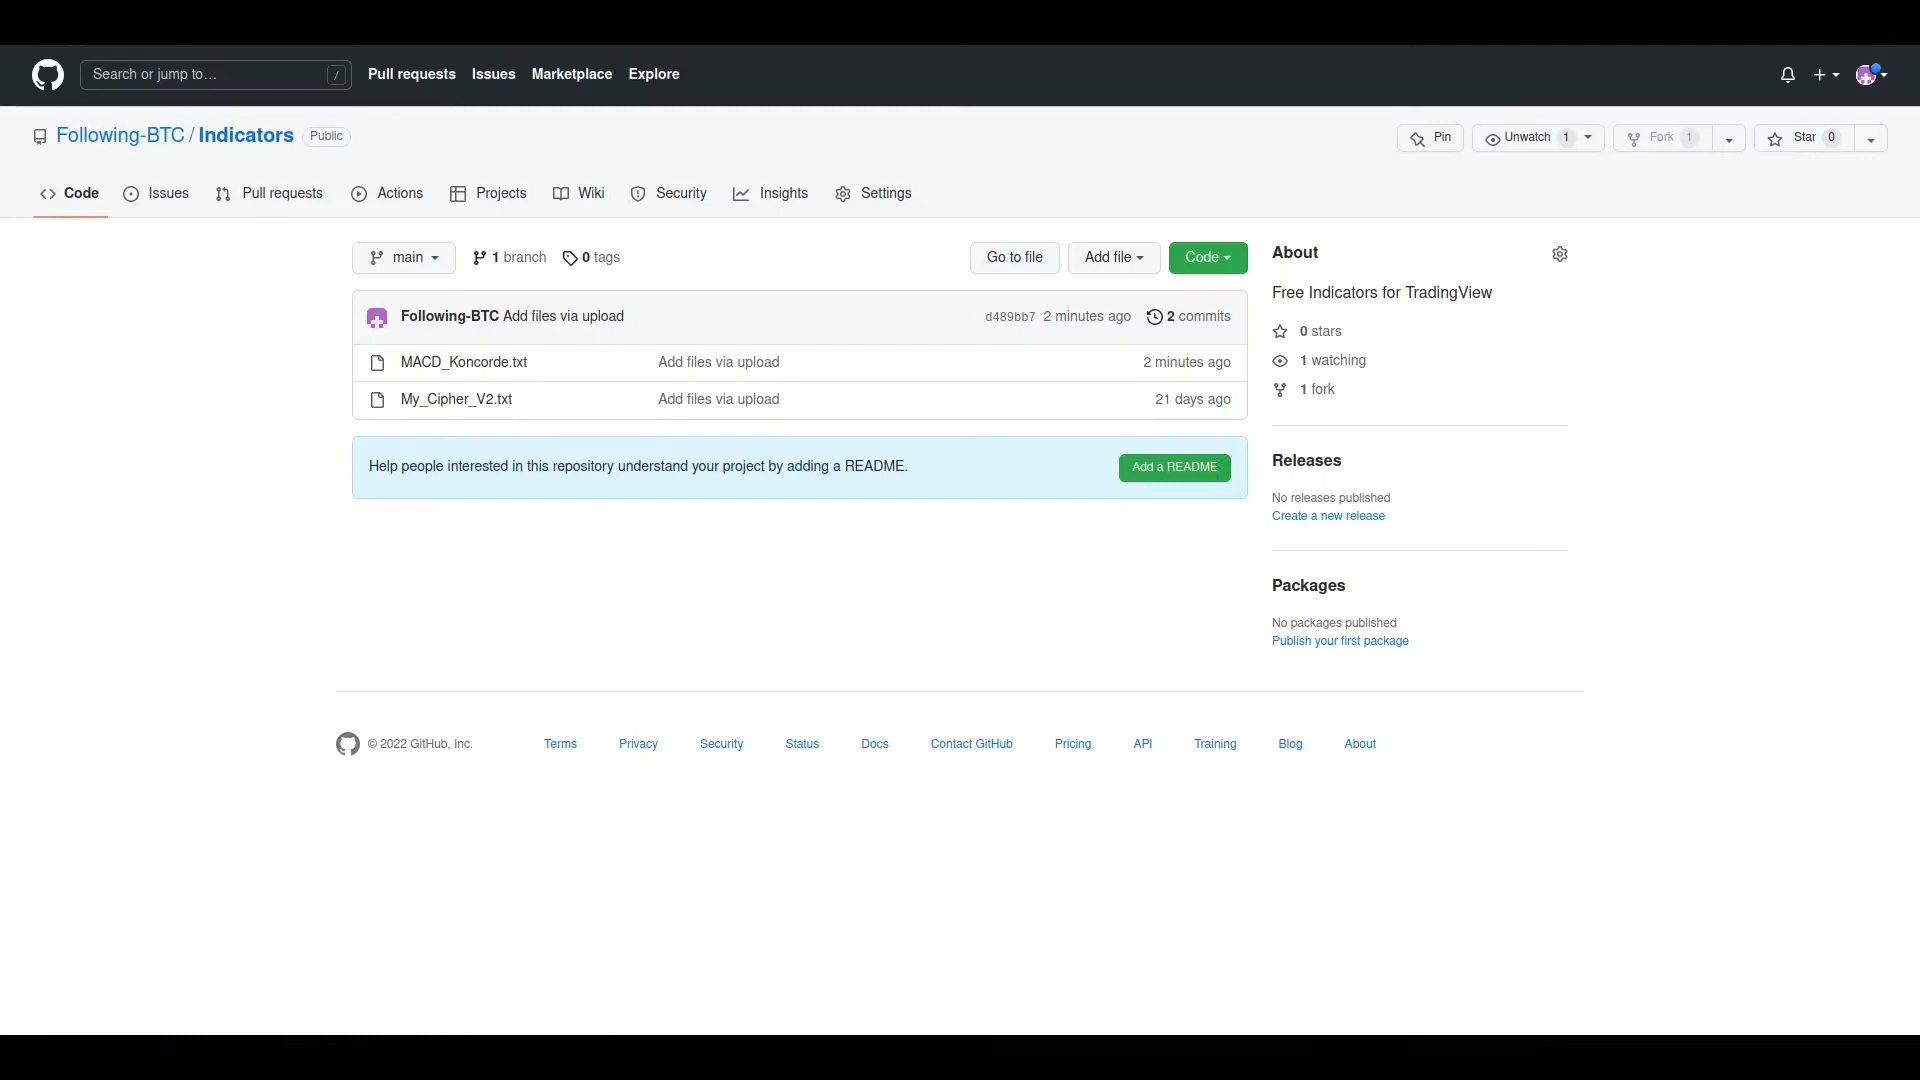 Search or jump to… /
Pull requests Issues Marketplace Explore
Following-BTC / Indicators Public
Pin Unwatch 1 Fork 1 Star 0
Code Issues Pull requests Actions Projects Wiki Security Insights Settings
main 1 branch 0 tags Go to file Add file Code
Following-BTC Add files via upload d489bb7 2 minutes ago 2 commits
MACD_Koncorde.txt Add files via upload 2 minutes ago
My_Cipher_V2.txt Add files via upload 21 days ago
Help people interested in this repository understand your project by adding a README. Add a README
About
Free Indicators for TradingView
0 stars
1 watching
1 fork
Releases
No releases published
Create a new release
Packages
No packages published
Publish your first package
© 2022 GitHub, Inc. Terms Privacy Security Status Docs Contact GitHub Pricing API Training Blog About